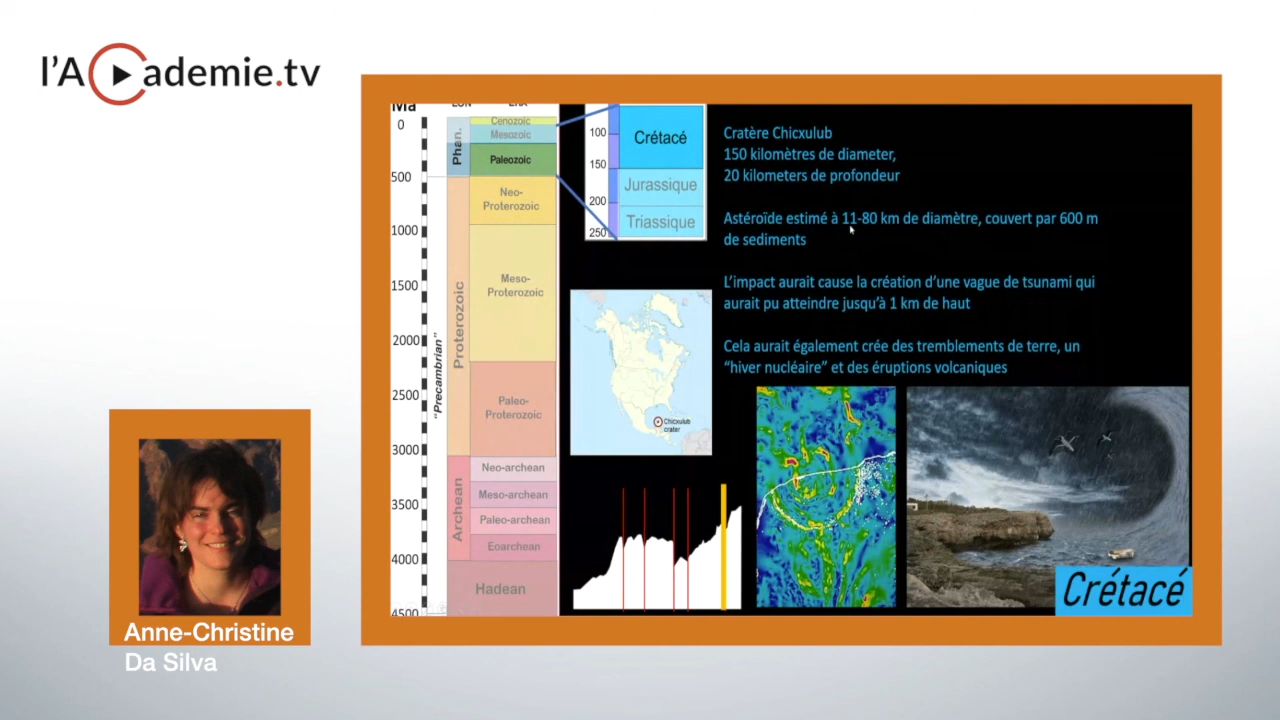 l'Academie.tv
Ma
EON
ERA
0
500
1000
1500
2000
2500
3000
3500
4000
4500
"Precambrian"
Phan.
Proterozoic
Archean
Cenozoic
Mesozoic
Paleozoic
Neo-
Proterozoic
Meso-
Proterozoic
Paleo-
Proterozoic
Neo-archean
Meso-archean
Paleo-archean
Eoarchean
Hadean
100
150
200
250
Crétacé
Jurassique
Triassique
Cratère Chicxulub
150 kilomètres de diameter,
20 kilometers de profondeur
Astéroïde estimé à 11-80 km de diamètre, couvert par 600 m
de sediments
L'impact aurait cause la création d'une vague de tsunami qui
aurait pu atteindre jusqu'à 1 km de haut
Cela aurait également crée des tremblements de terre, un
"hiver nucléaire" et des éruptions volcaniques
Chicxulub
crater
Crétacé
Anne-Christine
Da Silva